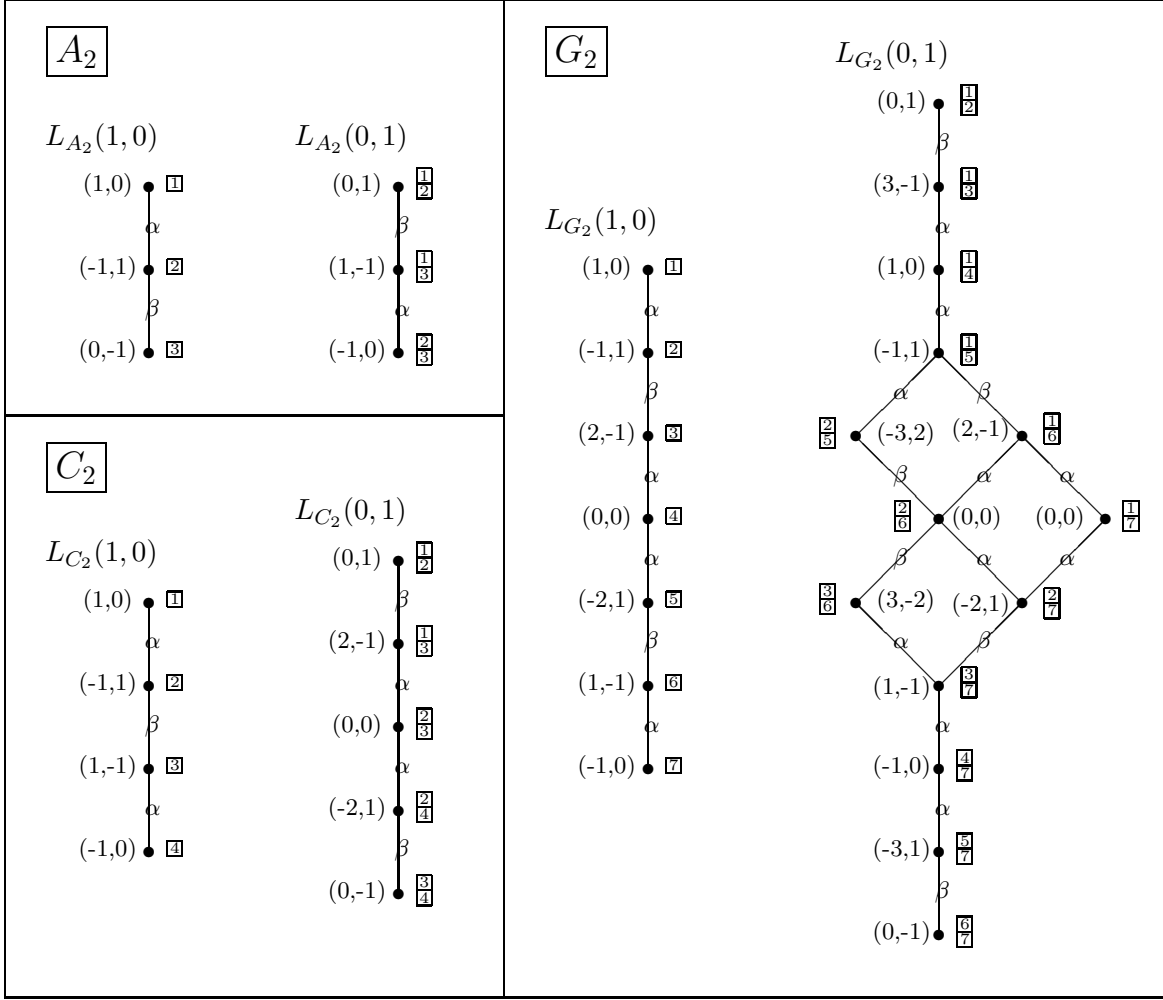 A₂
L_{A₂}(1,0)
(1,0) 1
α
(-1,1) 2
β
(0,-1) 3
L_{A₂}(0,1)
(0,1) 1 2
β
(1,-1) 1 3
α
(-1,0) 2 3
C₂
L_{C₂}(1,0)
(1,0) 1
α
(-1,1) 2
β
(1,-1) 3
α
(-1,0) 4
L_{C₂}(0,1)
(0,1) 1 2
β
(2,-1) 1 3
α
(0,0) 2 3
α
(-2,1) 2 4
β
(0,-1) 3 4
G₂
L_{G₂}(1,0)
(1,0) 1
α
(-1,1) 2
β
(2,-1) 3
α
(0,0) 4
α
(-2,1) 5
β
(1,-1) 6
α
(-1,0) 7
L_{G₂}(0,1)
(0,1) 1 2
β
(3,-1) 1 3
α
(1,0) 1 4
α
(-1,1) 1 5
α β
2 5 (-3,2) (2,-1) 1 6
β α α
2 6 (0,0) (0,0) 1 7
β α α
3 6 (3,-2) (-2,1) 2 7
α β
(1,-1) 3 7
α
(-1,0) 4 7
α
(-3,1) 5 7
β
(0,-1) 6 7